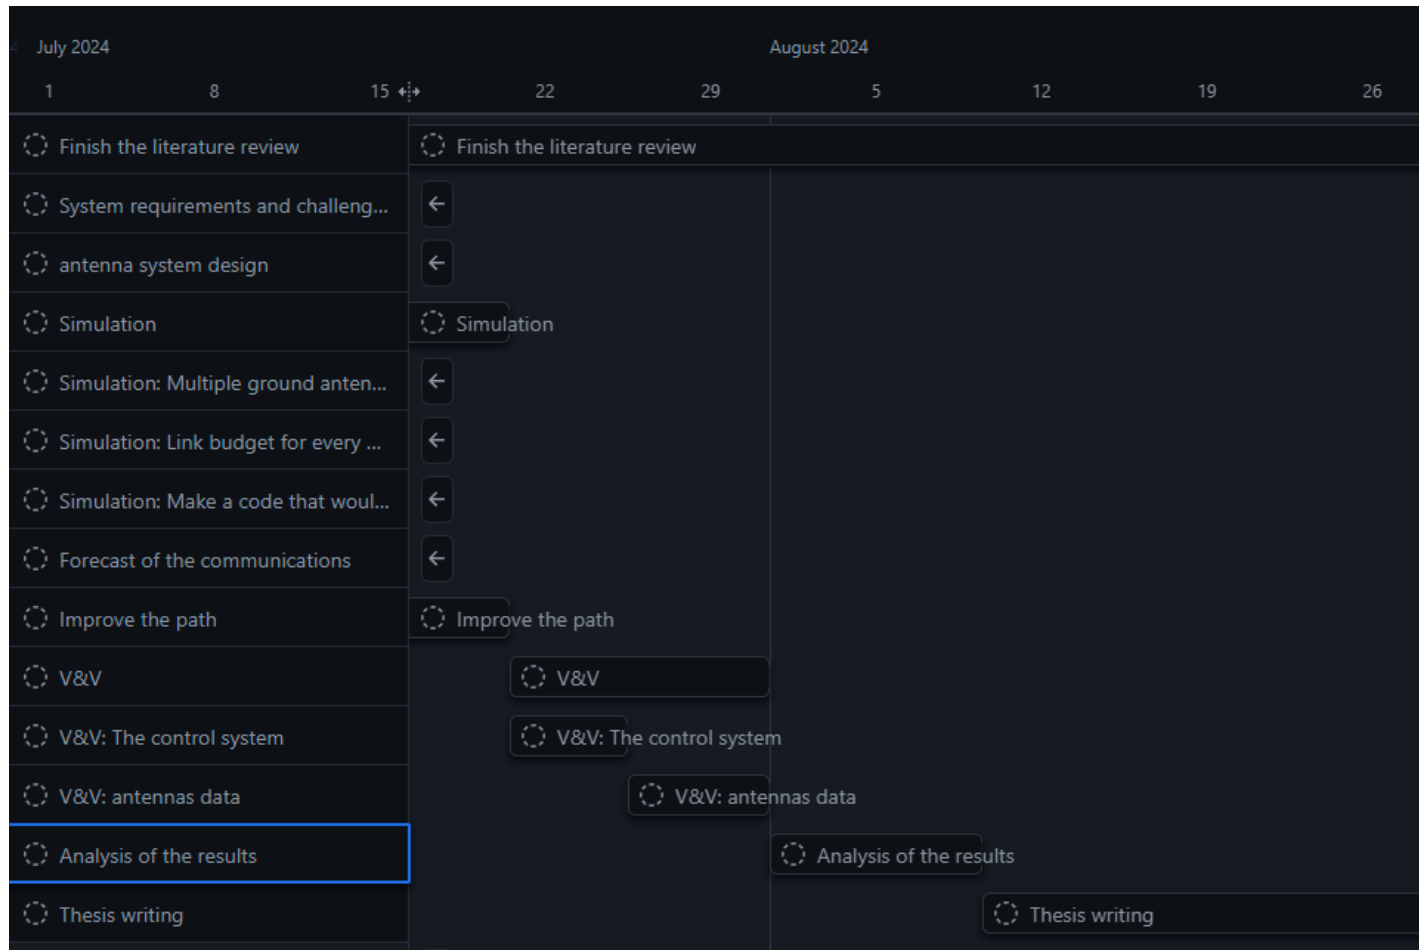 July 2024 August 2024
1 8 15 22 29 5 12 19 26
Finish the literature review Finish the literature review
System requirements and challeng...
antenna system design
Simulation Simulation
Simulation: Multiple ground anten...
Simulation: Link budget for every ...
Simulation: Make a code that woul...
Forecast of the communications
Improve the path Improve the path
V&V V&V
V&V: The control system V&V: The control system
V&V: antennas data V&V: antennas data
Analysis of the results Analysis of the results
Thesis writing Thesis writing